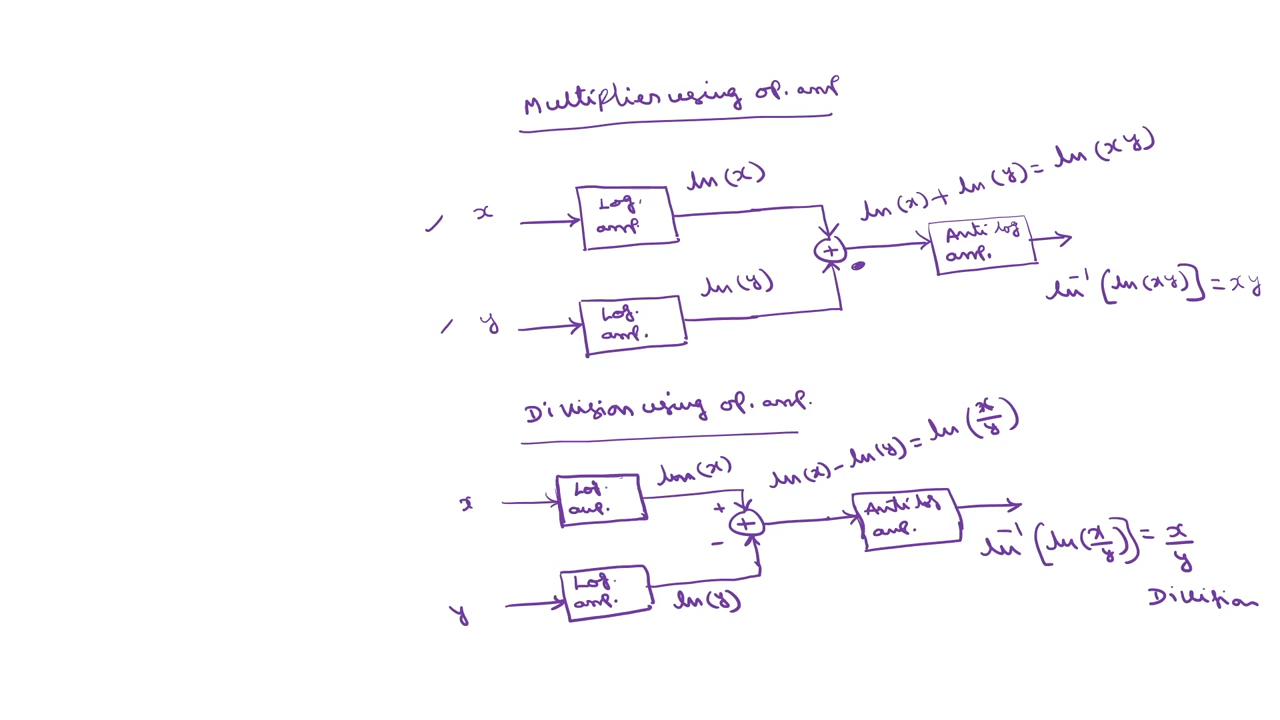 Multiplier using op. amp
ln(x)
ln(x) + ln(y) = ln(xy)
x
Log.
amp.
+
Anti log
amp.
ln⁻¹[ln(xy)] = xy
ln(y)
y
Log.
amp.
Division using op. amp.
ln(x) - ln(y) = ln(x/y)
(x)
x
Log.
amp.
+
+
-
Anti log
amp.
ln⁻¹[ln(x/y)] = x/y
Division
y
Log.
amp.
ln(y)